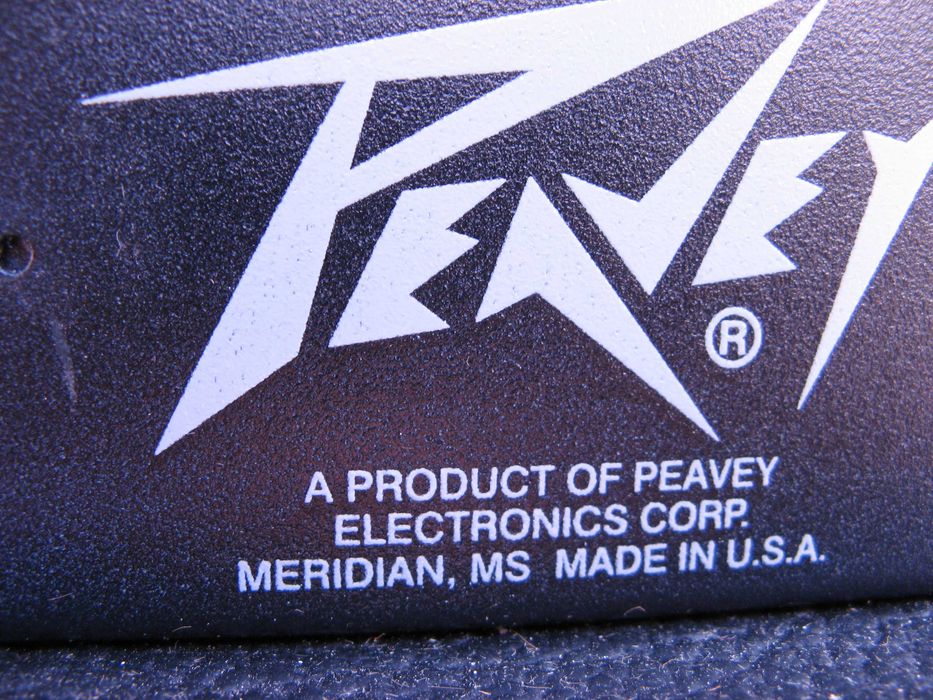 PEAVEY
®
A PRODUCT OF PEAVEY
ELECTRONICS CORP.
MERIDIAN, MS MADE IN U.S.A.